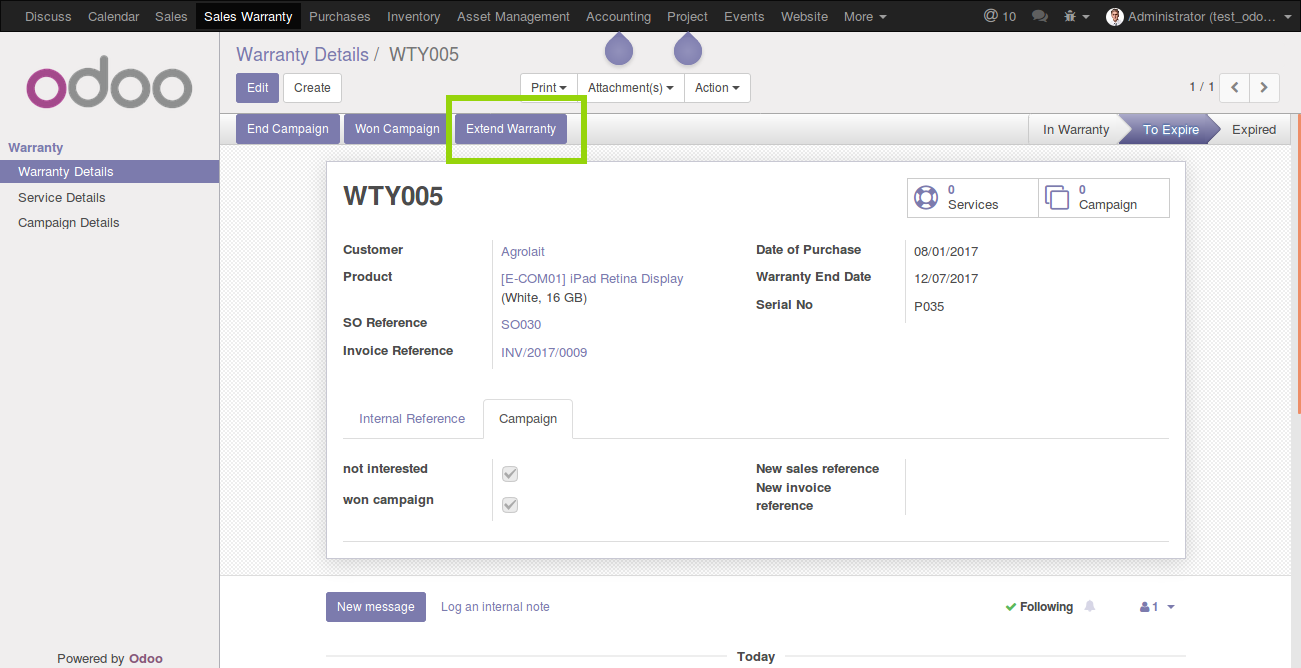 Discuss Calendar Sales Sales Warranty Purchases Inventory Asset Management Accounting Project Events Website More @ 10 Administrator (test_odo...
odoo
Warranty Details / WTY005
Edit Create Print Attachment(s) Action 1 / 1
End Campaign Won Campaign Extend Warranty In Warranty To Expire Expired
Warranty
Warranty Details
Service Details
Campaign Details
WTY005
0
Services
0
Campaign
Customer Agrolait
Product [E-COM01] iPad Retina Display
(White, 16 GB)
SO Reference SO030
Invoice Reference INV/2017/0009
Date of Purchase 08/01/2017
Warranty End Date 12/07/2017
Serial No P035
Internal Reference Campaign
not interested
won campaign
New sales reference
New invoice
reference
New message Log an internal note Following 1
Today
Powered by Odoo